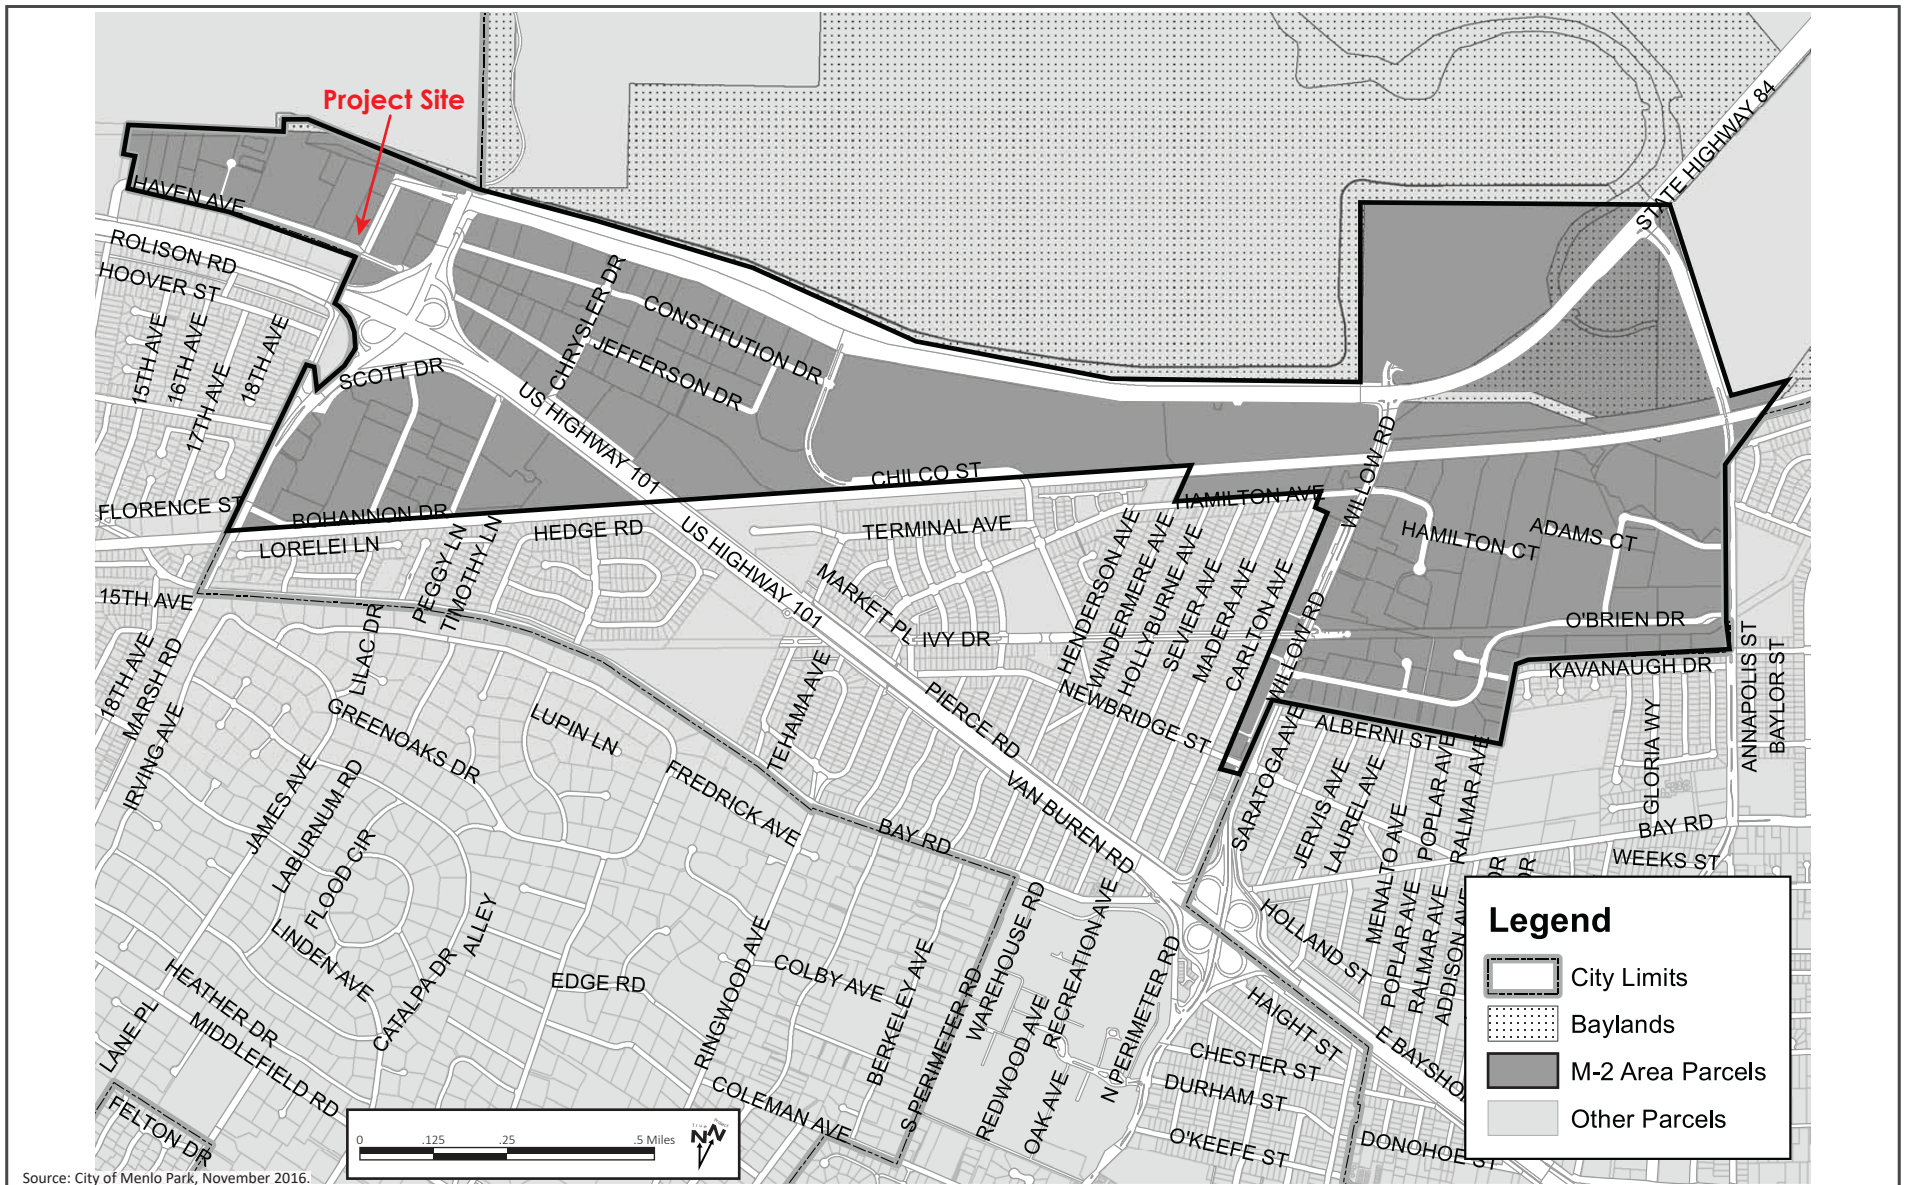 Project Site
STATE HIGHWAY 84
HAVEN AVE
ROLISON RD
HOOVER ST
15TH AVE
16TH AVE
17TH AVE
18TH AVE
SCOTT DR
CHRYSLER DR
CONSTITUTION DR
JEFFERSON DR
US HIGHWAY 101
CHILCO ST
WILLOW RD
FLORENCE ST
BOHANNON DR
LORELEI LN
PEGGY LN
TIMOTHY LN
HEDGE RD
US HIGHWAY 101
TERMINAL AVE
HAMILTON AVE
HAMILTON CT
ADAMS CT
MARKET PL
IVY DR
HENDERSON AVE
WINDERMERE AVE
HOLLYBURNE AVE
SEVIER AVE
MADERA AVE
CARLTON AVE
WILLOW RD
WILLOW RD
O'BRIEN DR
KAVANAUGH DR
ANNAPOLIS ST
BAYLOR ST
15TH AVE
18TH AVE
MARSH RD
IRVING AVE
LILAC DR
GREENOAKS DR
LUPIN LN
TEHAMA AVE
PIERCE RD
NEWBRIDGE ST
SARATOGA AVE
ALBERNI ST
GLORIA WY
JAMES AVE
LABURNUM RD
FLOOD CIR
LINDEN AVE
FREDRICK AVE
BAY RD
VAN BUREN RD
JERVIS AVE
LAUREL AVE
MENALTO AVE
POPLAR AVE
RALMAR AVE
BAY RD
WEEKS ST
ALLEY
CATALPA DR
HEATHER DR
MIDDLEFIELD RD
LANE PL
FELTON DR
EDGE RD
RINGWOOD AVE
COLBY AVE
BERKELEY AVE
COLEMAN AVE
S PERIMETER RD
WAREHOUSE RD
RECREATION AVE
REDWOOD AVE
OAK AVE
N PERIMETER RD
HOLLAND ST
POPLAR AVE
RALMAR AVE
ADDISON AVE
DR
DR
HAIGHT ST
E BAYSHO
CHESTER ST
DURHAM ST
O'KEEFE ST
DONOHOE ST
Legend
City Limits
Baylands
M-2 Area Parcels
Other Parcels
0 .125 .25 .5 Miles
True Project
N N
Source: City of Menlo Park, November 2016.